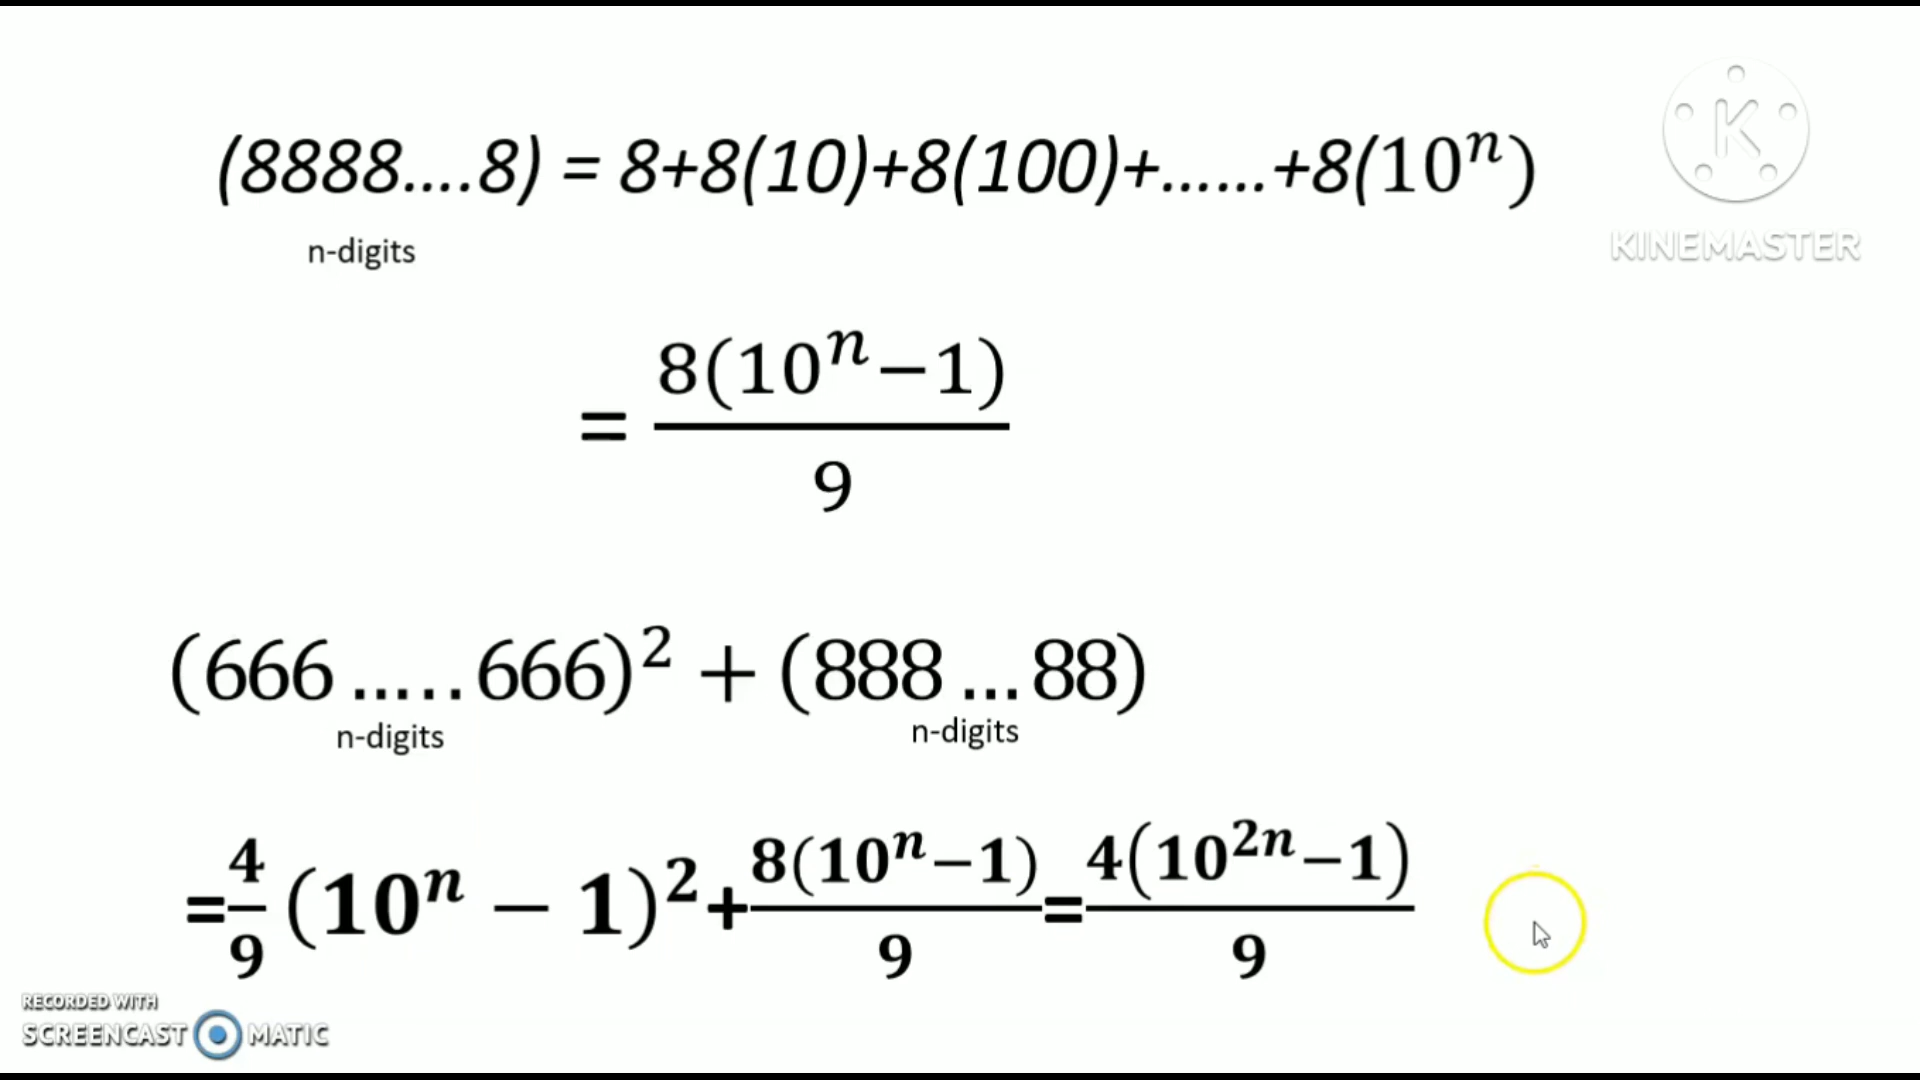 (8888....8) = 8+8(10)+8(100)+......+8(10ⁿ)
n-digits
KINEMASTER
= 8(10ⁿ−1)/9
(666.....666)² + (888...88)
n-digits n-digits
=4/9(10ⁿ − 1)²+8(10ⁿ−1)/9=4(10²ⁿ−1)/9
RECORDED WITH
SCREENCAST MATIC